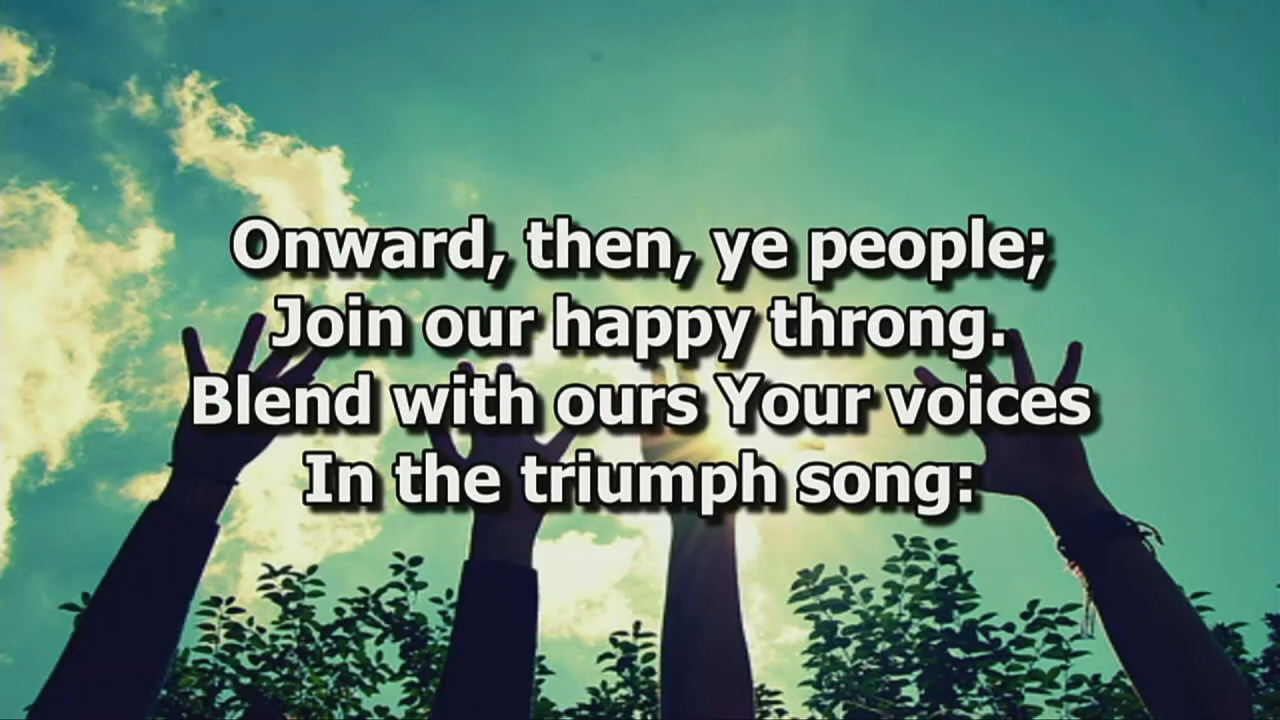 Onward, then, ye people;
Join our happy throng.
Blend with ours Your voices
In the triumph song: